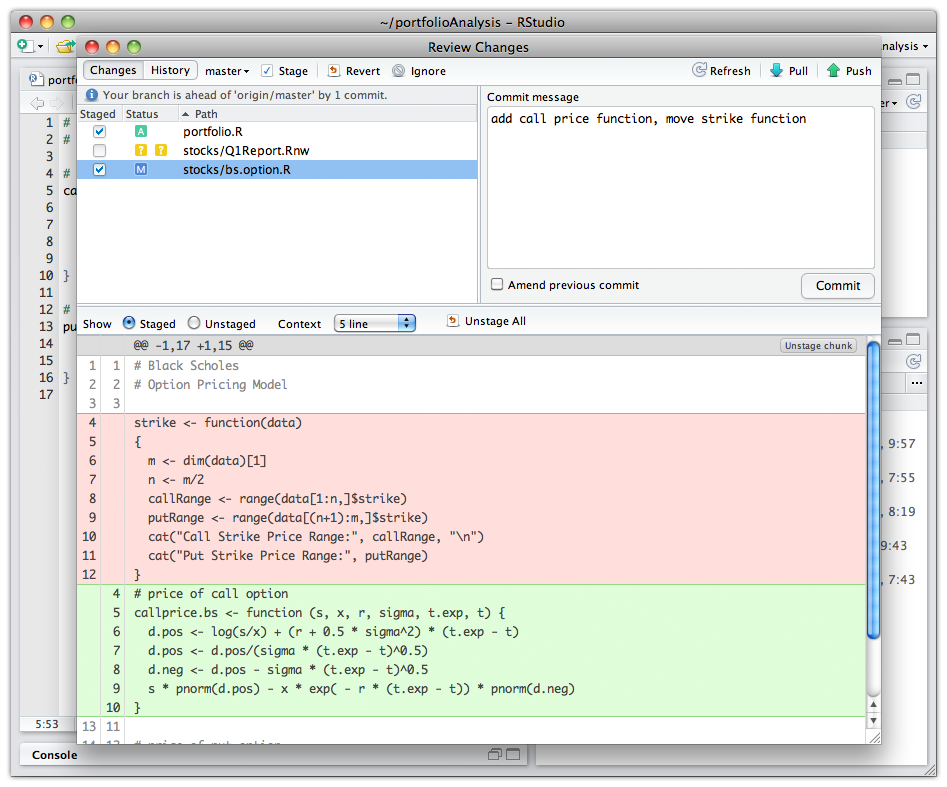 ~/portfolioAnalysis – RStudio
Review Changes
nalysis
Changes History master Stage Revert Ignore Refresh Pull Push
portf
Your branch is ahead of 'origin/master' by 1 commit.
Staged Status Path
portfolio.R
A
stocks/Q1Report.Rnw
? ?
stocks/bs.option.R
M
Commit message
add call price function, move strike function
Amend previous commit
Commit
1 #
2 #
3
4 #
5 ca
6
7
8
9
10 }
11
12 #
13 pu
14
15
16 }
17
5:53
Show Staged Unstaged Context 5 line Unstage All
@@ -1,17 +1,15 @@ Unstage chunk
1 1 # Black Scholes
2 2 # Option Pricing Model
3 3
4 strike <- function(data)
5 {
6 m <- dim(data)[1]
7 n <- m/2
8 callRange <- range(data[1:n,]$strike)
9 putRange <- range(data[(n+1):m,]$strike)
10 cat("Call Strike Price Range:", callRange, "\n")
11 cat("Put Strike Price Range:", putRange)
12 }
4 # price of call option
5 callprice.bs <- function (s, x, r, sigma, t.exp, t) {
6 d.pos <- log(s/x) + (r + 0.5 * sigma^2) * (t.exp - t)
7 d.pos <- d.pos/(sigma * (t.exp - t)^0.5)
8 d.neg <- d.pos - sigma * (t.exp - t)^0.5
9 s * pnorm(d.pos) - x * exp( - r * (t.exp - t)) * pnorm(d.neg)
10 }
13 11
er
...
, 9:57
, 7:55
, 8:19
9:43
, 7:43
Console